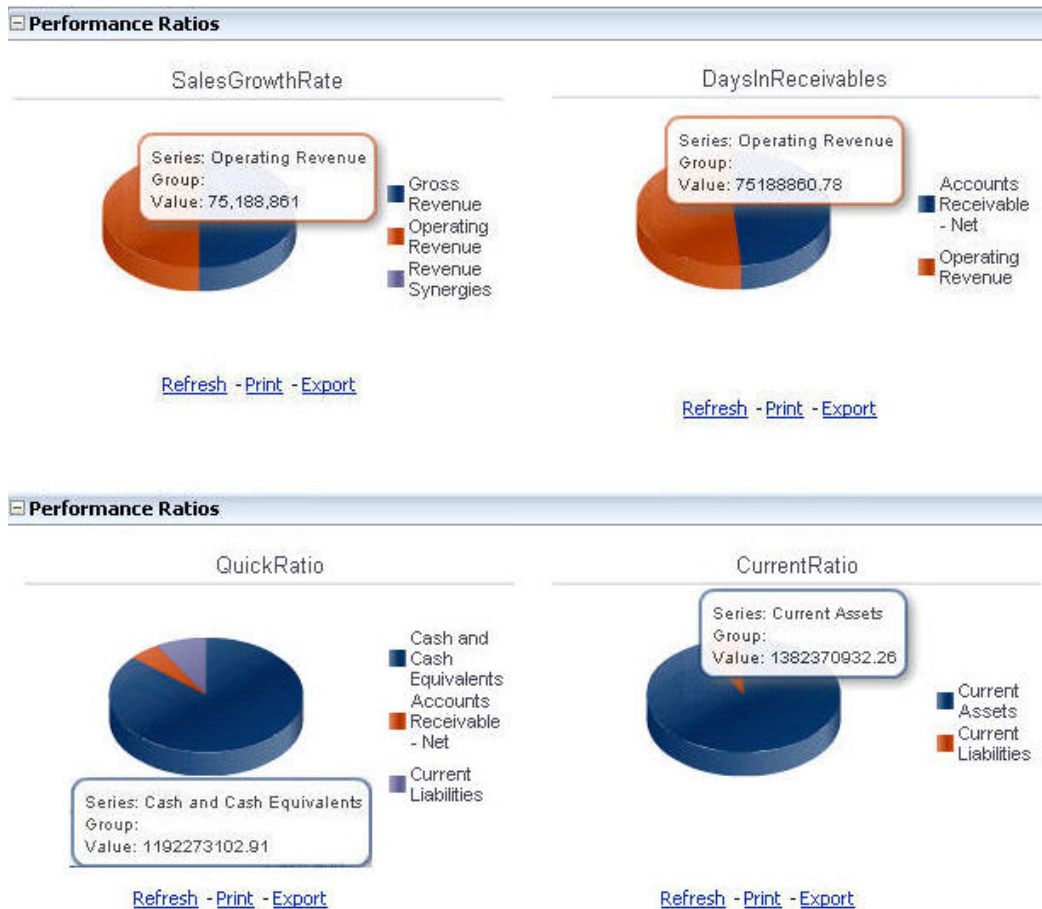 Performance Ratios
SalesGrowthRate
Series: Operating Revenue
Group:
Value: 75,188,861
Gross
Revenue
Operating
Revenue
Revenue
Synergies
Refresh - Print - Export
DaysInReceivables
Series: Operating Revenue
Group:
Value: 75188860.78
Accounts
Receivable
- Net
Operating
Revenue
Refresh - Print - Export
Performance Ratios
QuickRatio
Cash and
Cash
Equivalents
Accounts
Receivable
- Net
Current
Liabilities
Series: Cash and Cash Equivalents
Group:
Value: 1192273102.91
Refresh - Print - Export
CurrentRatio
Series: Current Assets
Group:
Value: 1382370932.26
Current
Assets
Current
Liabilities
Refresh - Print - Export